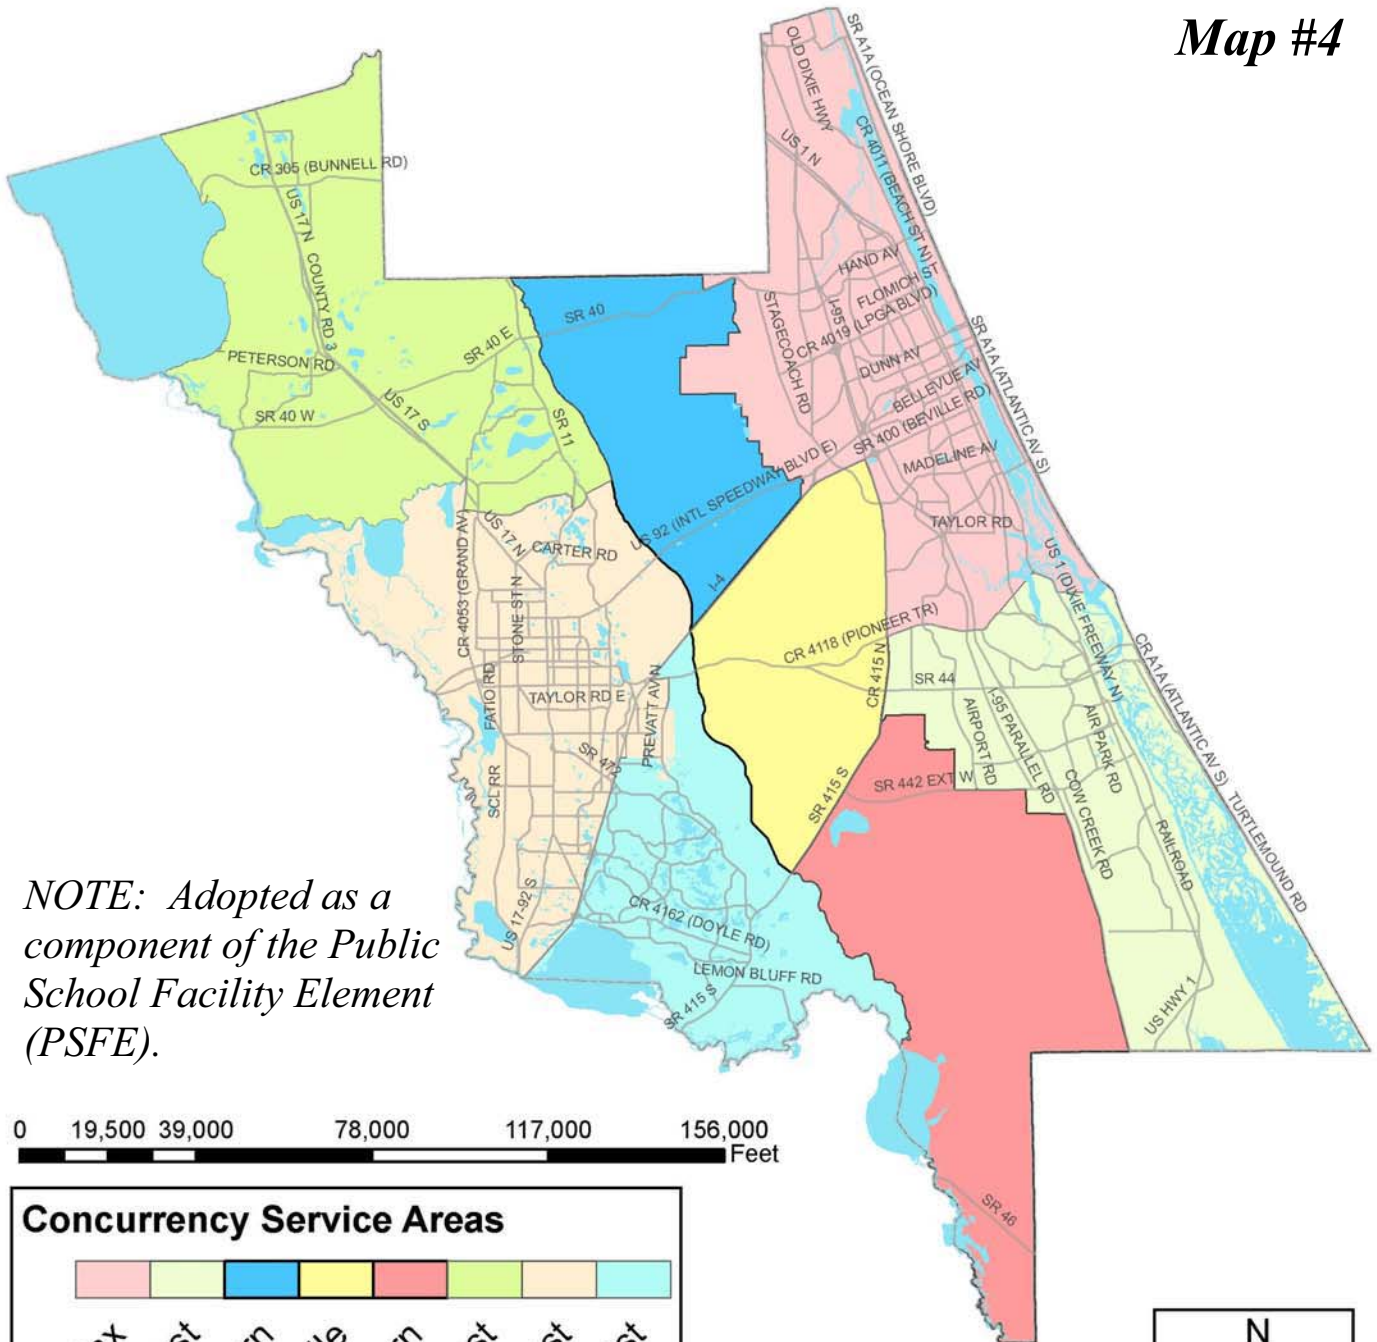 Map #4
OLD DIXIE HWY
SR A1A (OCEAN SHORE BLVD)
US 1 N
CR 4011 (BEACH ST N)
ST
CR 305 (BUNNELL RD)
US 17 N
COUNTY RD 3
HAND AV
FLOMICH
I-95
STAGECOACH RD
CR 4019 (LPGA BLVD)
SR 40
SR 40 E
PETERSON RD
DUNN AV
SR A1A (ATLANTIC AV S)
BELLEVUE AV
US 17 S
SR 40 W
SR 11
SR 400 (BEVILLE RD)
MADELINE AV
US 92 (INTL SPEEDWAY BLVD E)
TAYLOR RD
US 17 N
CARTER RD
CR 4053 (GRAND AV)
STONE ST N
I-4
US 1 (DIXIE FREEWAY N)
CR 4118 (PIONEER TR)
CR A1A (ATLANTIC AV S)
FATIO RD
TAYLOR RD E
PREVATT AV N
CR 415 N
SR 44
AIRPORT RD
I-95 PARALLEL RD
AIR PARK RD
SR 472
SCL RR
SR 415 S
SR 442 EXT W
COW CREEK RD
RAILROAD
TURTLEMOUND RD
US 17-92 S
CR 4162 (DOYLE RD)
LEMON BLUFF RD
SR 415 S
US HWY 1
SR 46
NOTE: Adopted as a
component of the Public
School Facility Element
(PSFE).
0 19,500 39,000 78,000 117,000 156,000
Feet
Concurrency Service Areas
N